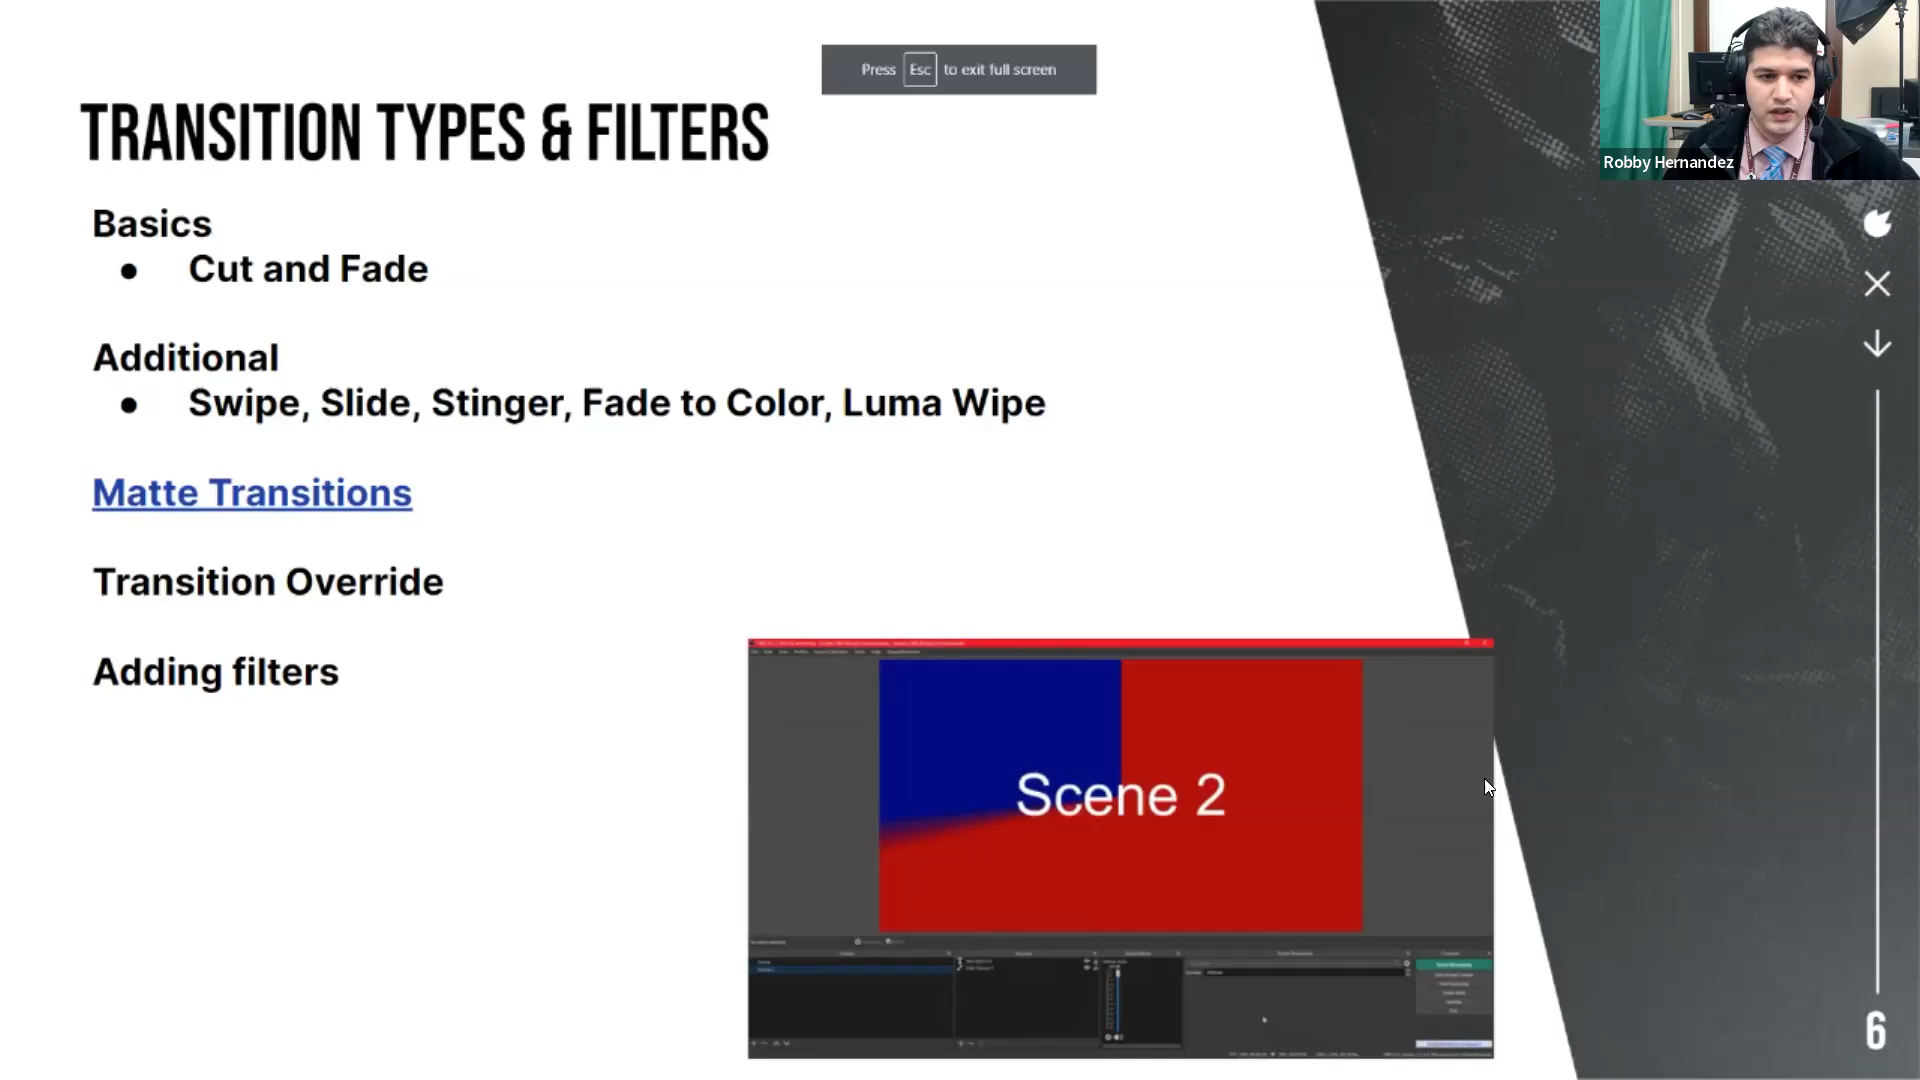 Press Esc to exit full screen
Robby Hernandez
TRANSITION TYPES & FILTERS
Basics
● Cut and Fade
Additional
● Swipe, Slide, Stinger, Fade to Color, Luma Wipe
Matte Transitions
Transition Override
Adding filters
Scene 2
6